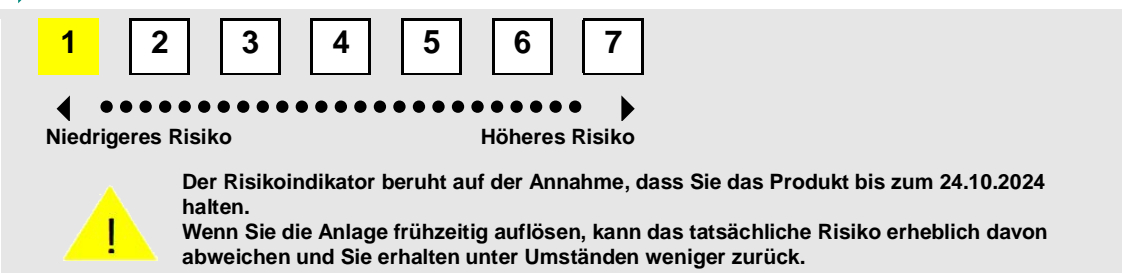 1 2 3 4 5 6 7
Niedrigeres Risiko Höheres Risiko
Der Risikoindikator beruht auf der Annahme, dass Sie das Produkt bis zum 24.10.2024
halten.
Wenn Sie die Anlage frühzeitig auflösen, kann das tatsächliche Risiko erheblich davon
abweichen und Sie erhalten unter Umständen weniger zurück.
!